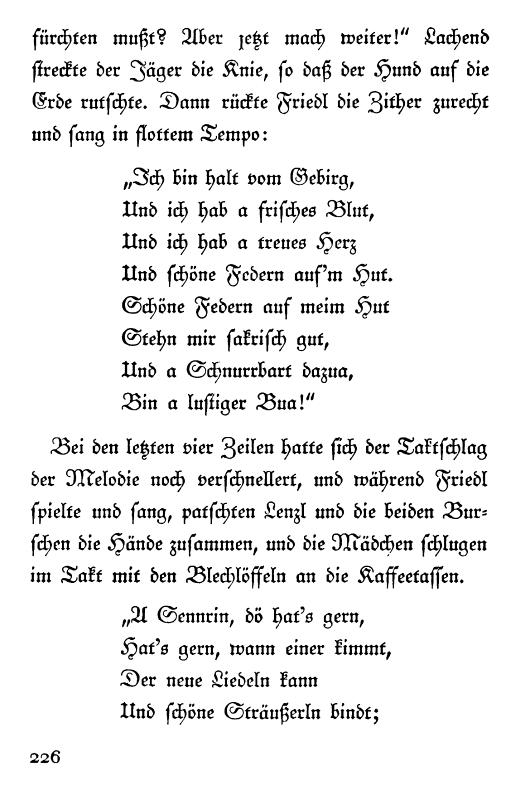 fürchten mußt? Aber jetzt mach weiter!“ Lachend
streckte der Jäger die Knie, so daß der Hund auf die
Erde rutschte. Dann rückte Friedl die Zither zurecht
und sang in flottem Tempo:
„Ich bin halt vom Gebirg,
Und ich hab a frisches Blut,
Und ich hab a treues Herz
Und schöne Federn auf'm Hut.
Schöne Federn auf meim Hut
Stehn mir sakrisch gut,
Und a Schnurrbart dazua,
Bin a lustiger Bua!“
Bei den letzten vier Zeilen hatte sich der Taktschlag
der Melodie noch verschnellert, und während Friedl
spielte und sang, patschten Lenzl und die beiden Bur-
schen die Hände zusammen, und die Mädchen schlugen
im Takt mit den Blechlöffeln an die Kaffeetassen.
„A Sennrin, dö hat's gern,
Hat's gern, wann einer kimmt,
Der neue Liedeln kann
Und schöne Sträußerln bindt;
226